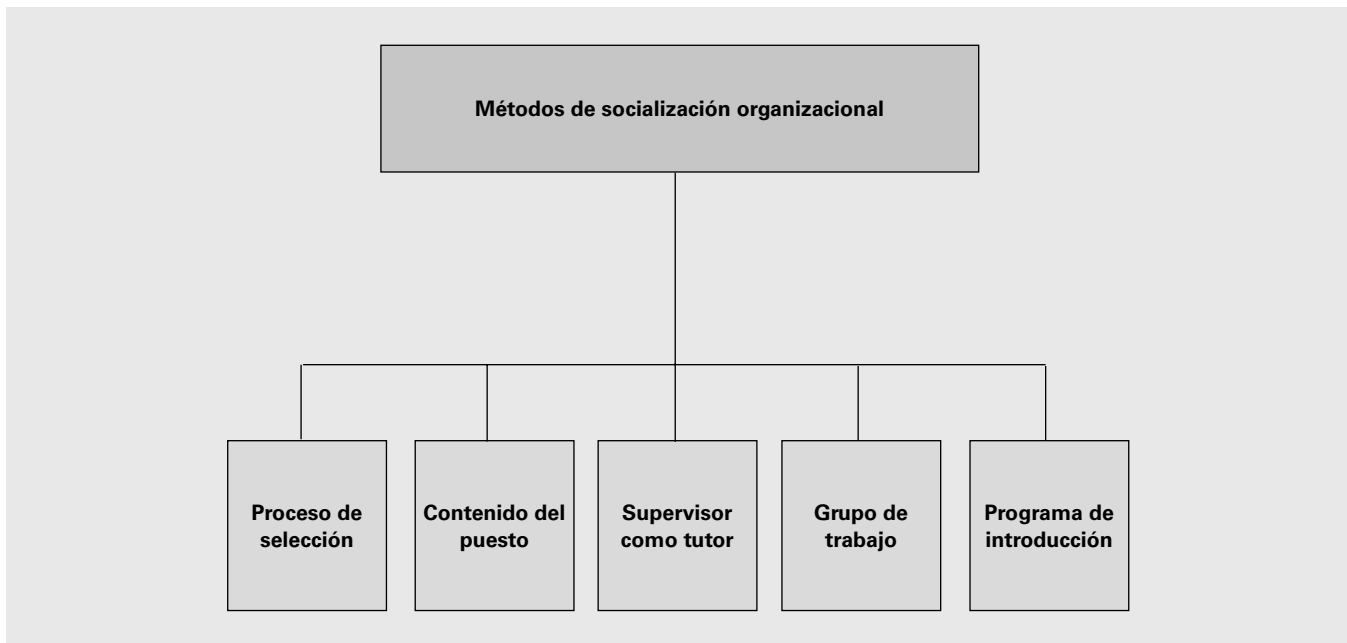 Métodos de socialización organizacional
Proceso de
selección
Contenido del
puesto
Supervisor
como tutor
Grupo de
trabajo
Programa de
introducción